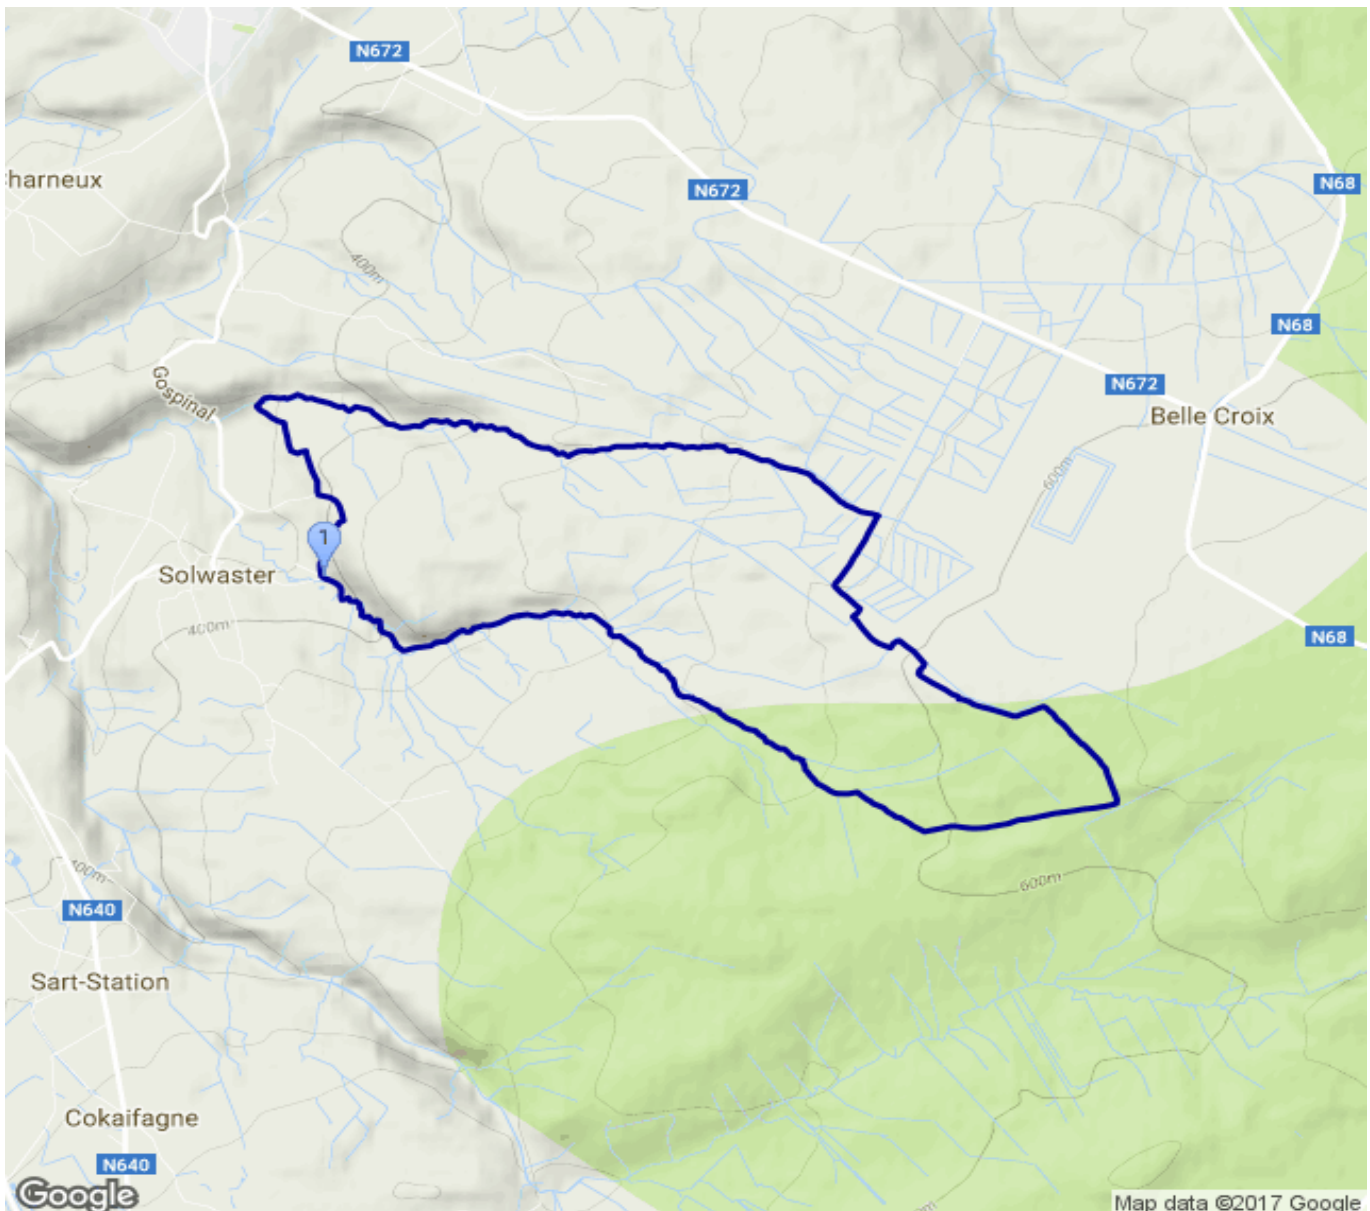 N672
harneux
N672
N68
400m
N68
Gospinal
N672
Belle Croix
600m
1
Solwaster
400m
N68
400m
600m
N640
Sart-Station
Cokaifagne
N640
Google
Map data ©2017 Google